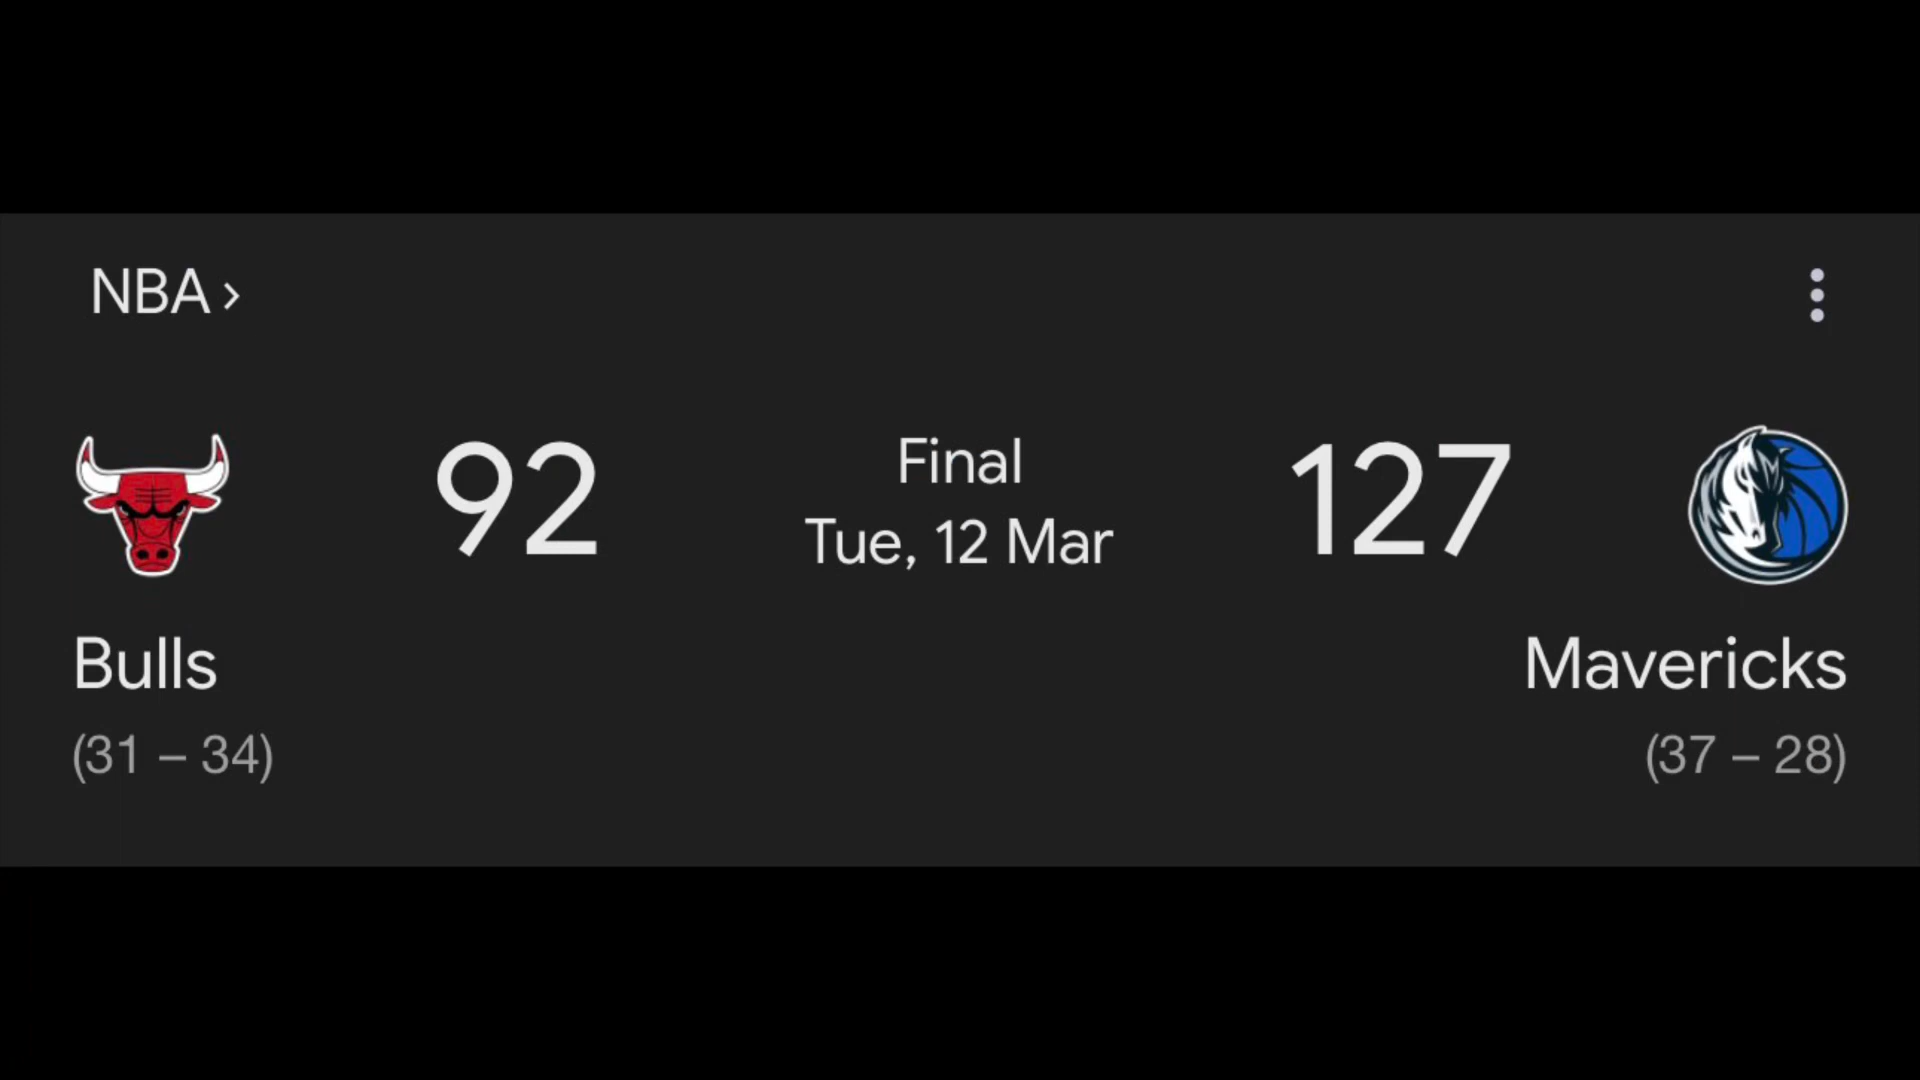 NBA >
92
Final
127
Tue, 12 Mar
Bulls
Mavericks
(31 – 34)
(37 – 28)